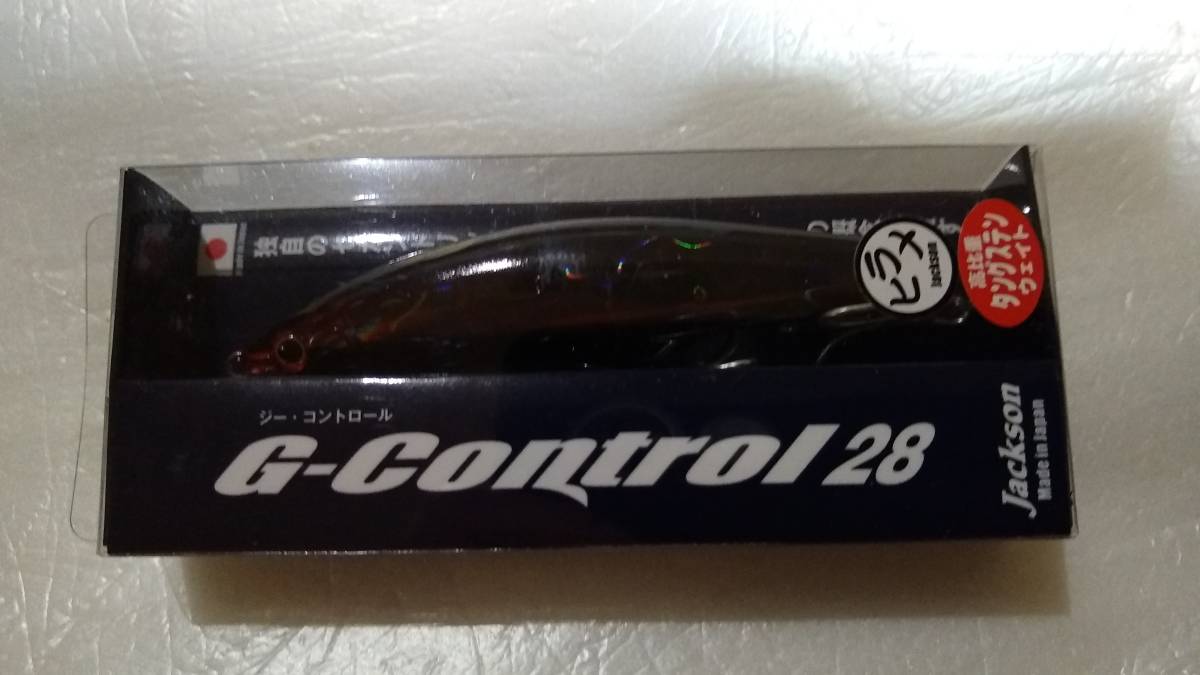 独自の
ヒラメ
Jackson
高比重
タングステン
ウェイト
ジー・コントロール
G-Control 28
Jackson
Made in Japan